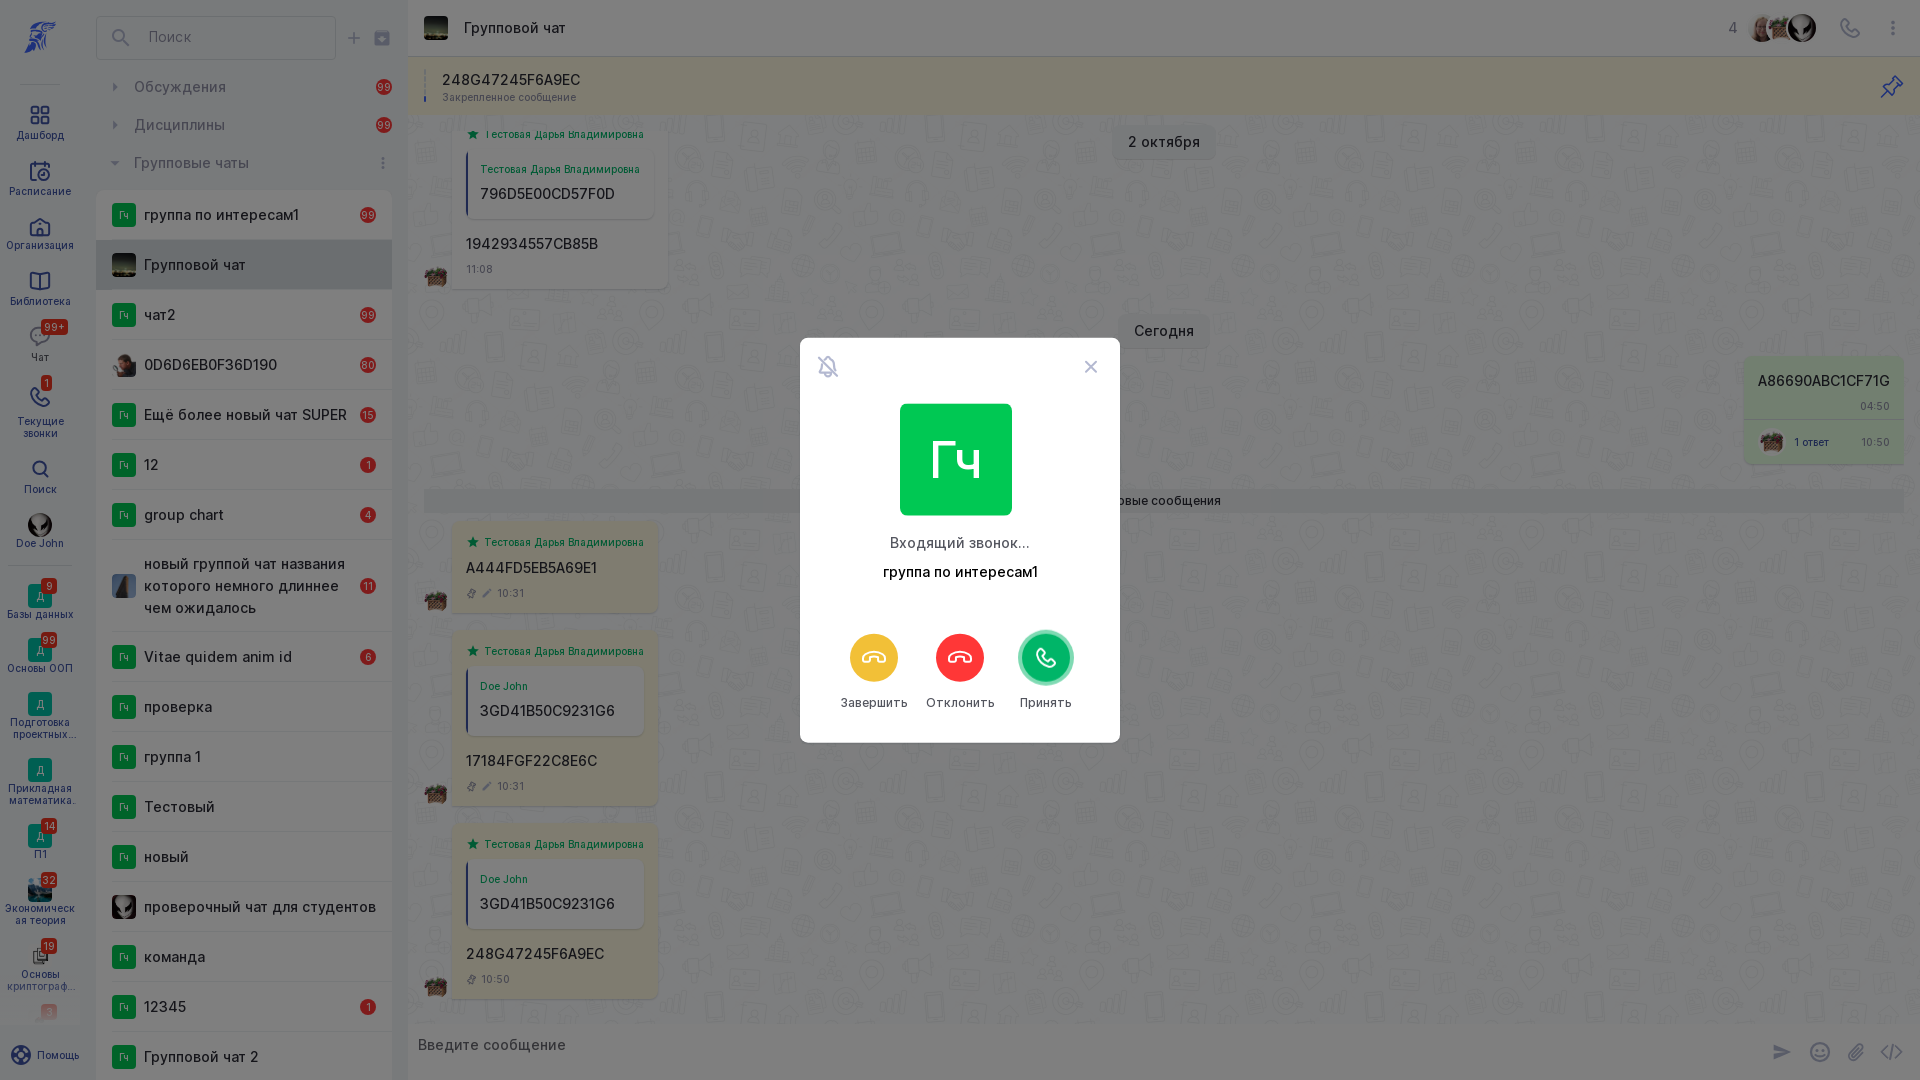 Поиск
Обсуждения
99
Дисциплины
99
Групповые чаты
Гч
группа по интересам1
99
Групповой чат
Гч
чат2
99
0D6D6EB0F36D190
80
Гч
Ещё более новый чат SUPER
15
Гч
12
1
Гч
group chart
4
новый группой чат названия
которого немного длиннее
чем ожидалось
11
Гч
Vitae quidem anim id
6
Гч
проверка
Гч
группа 1
Гч
Тестовый
Гч
новый
проверочный чат для студентов
Гч
команда
Гч
12345
1
Гч
Групповой чат 2
Дашборд
Расписание
Организация
Библиотека
99+
Чат
1
Текущие
звонки
Поиск
Doe John
9
Д
Базы данных
99
Д
Основы ООП
Д
Подготовка
проектных...
Д
Прикладная
математика.
14
Д
П1
32
Экономическ
ая теория
19
Основы
криптограф...
3
Помощь
Групповой чат
4
248G47245F6A9EC
Закрепленное сообщение
Тестовая Дарья Владимировна
2 октября
Тестовая Дарья Владимировна
796D5E00CD57F0D
1942934557CB85B
11:08
Сегодня
A86690ABC1CF71G
04:50
1 ответ
10:50
овые сообщения
Тестовая Дарья Владимировна
A444FD5EB5A69E1
10:31
Тестовая Дарья Владимировна
Doe John
3GD41B50C9231G6
17184FGF22C8E6C
10:31
Тестовая Дарья Владимировна
Doe John
3GD41B50C9231G6
248G47245F6A9EC
10:50
Введите сообщение
Гч
Входящий звонок...
группа по интересам1
Завершить
Отклонить
Принять